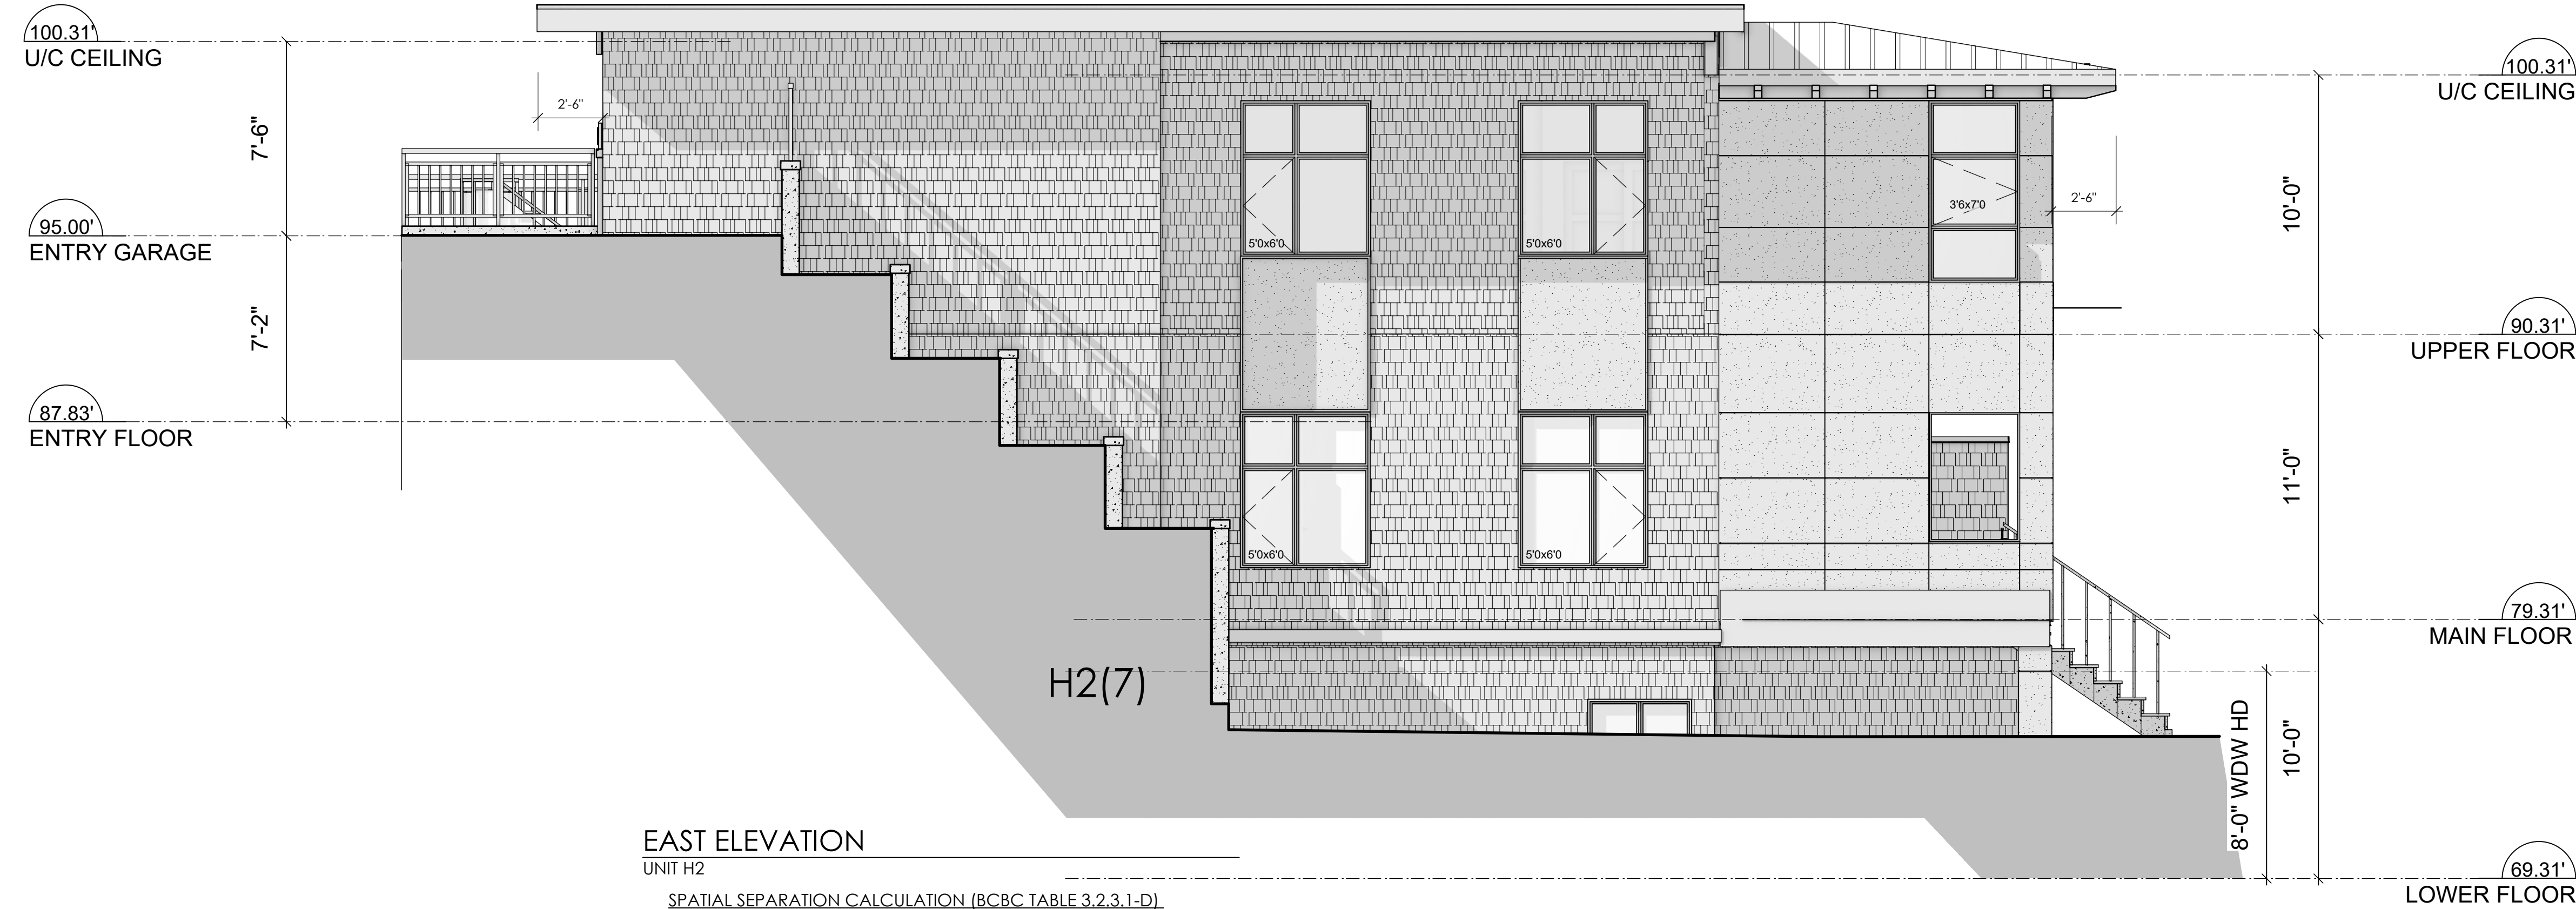 100.31'
U/C CEILING
7'-6"
2'-6"
95.00'
ENTRY GARAGE
7'-2"
87.83'
ENTRY FLOOR
5'0x6'0
5'0x6'0
5'0x6'0
5'0x6'0
3'6x7'0
2'-6"
100.31'
U/C CEILING
10'-0"
90.31'
UPPER FLOOR
11'-0"
79.31'
MAIN FLOOR
H2(7)
8'-0" WDW HD
10'-0"
69.31'
LOWER FLOOR
EAST ELEVATION
UNIT H2
SPATIAL SEPARATION CALCULATION (BCBC TABLE 3.2.3.1-D)